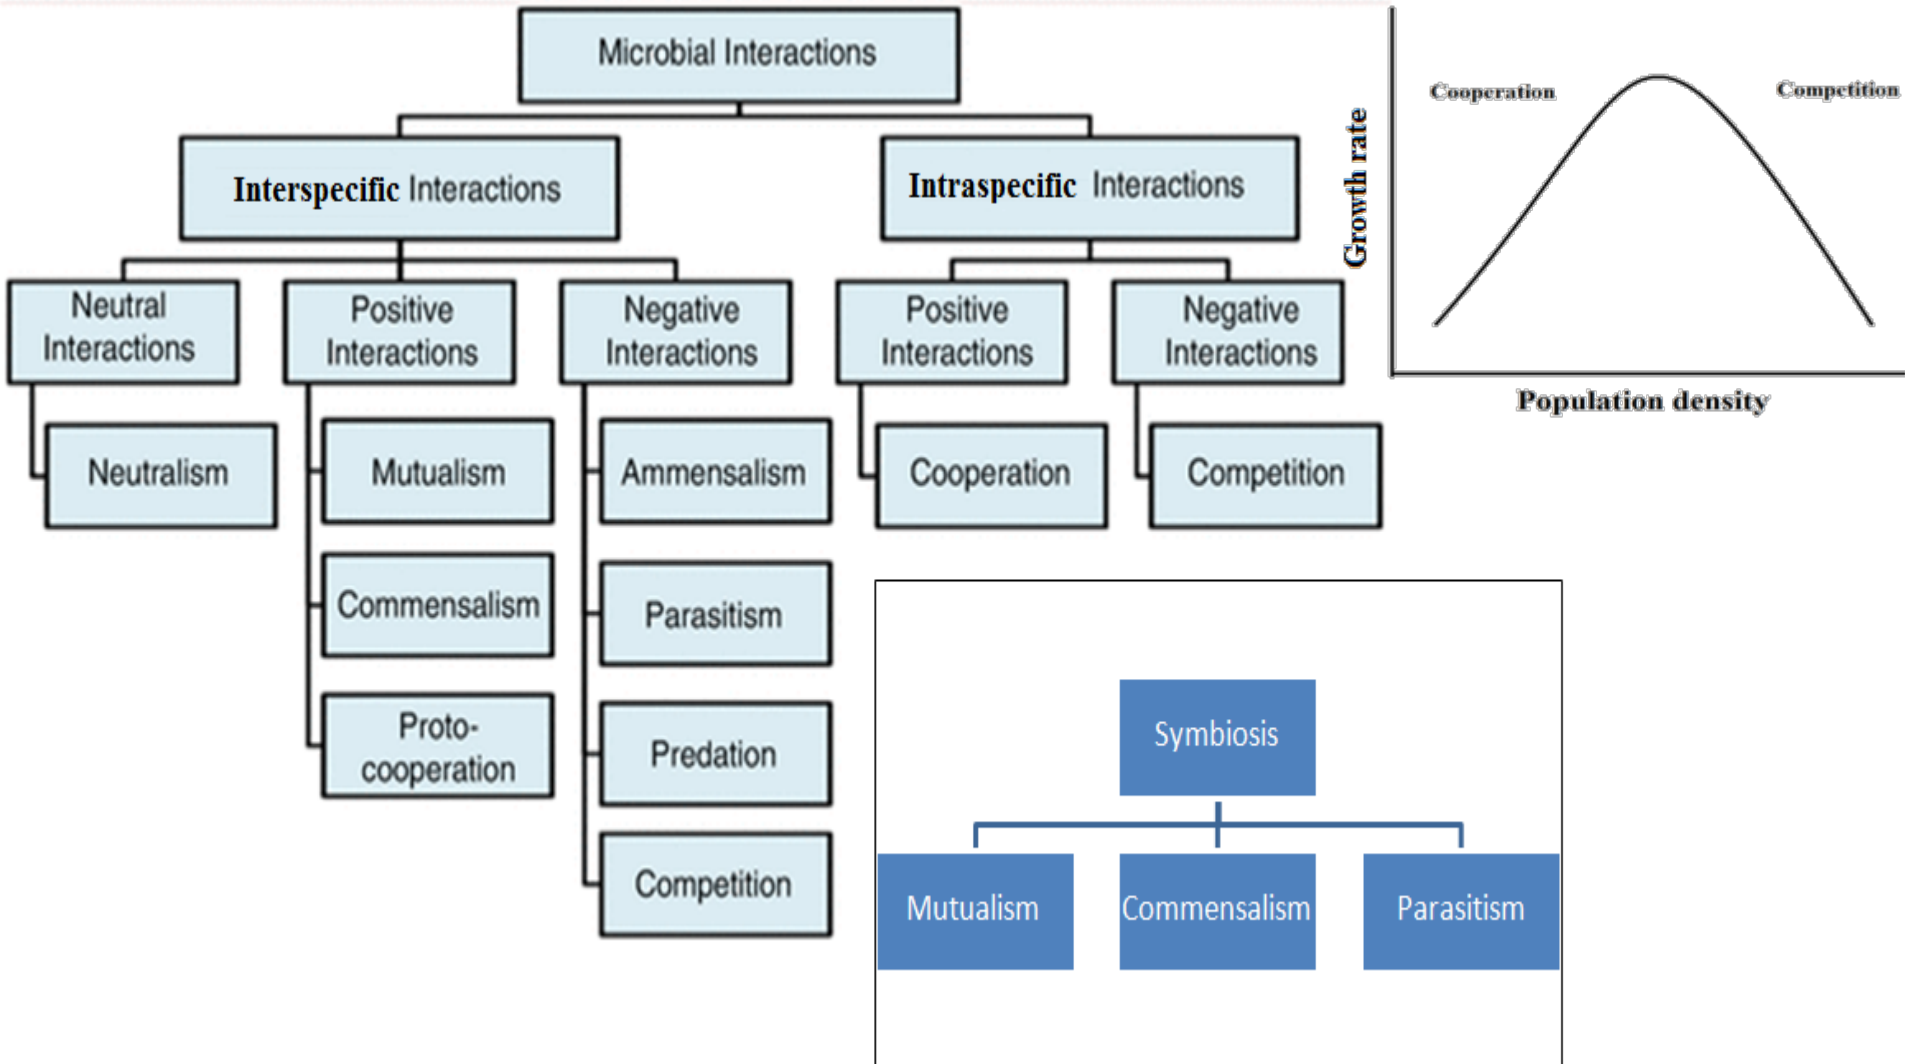 Microbial Interactions
Interspecific Interactions
Intraspecific Interactions
Neutral
Interactions
Positive
Interactions
Negative
Interactions
Positive
Interactions
Negative
Interactions
Neutralism
Mutualism
Ammensalism
Cooperation
Competition
Commensalism
Parasitism
Proto-
cooperation
Predation
Competition
Cooperation
Competition
Growth rate
Population density
Symbiosis
Mutualism
Commensalism
Parasitism